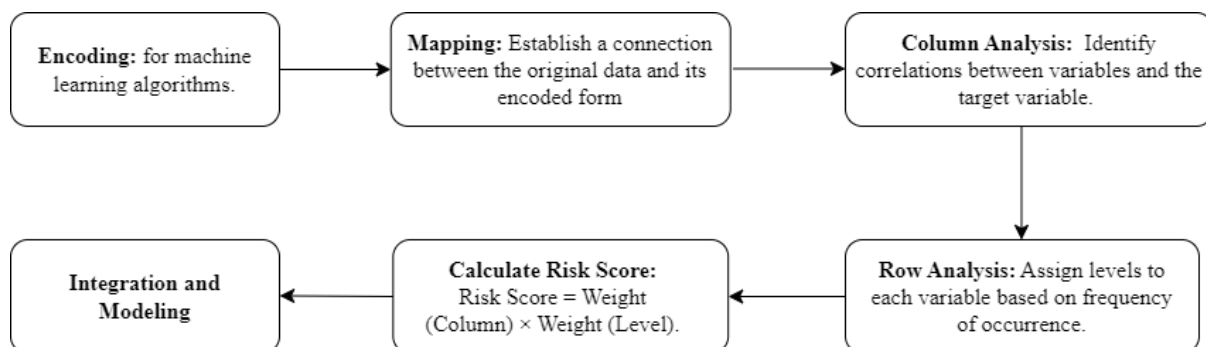 Encoding: for machine
learning algorithms.
Mapping: Establish a connection
between the original data and its
encoded form
Column Analysis: Identify
correlations between variables and the
target variable.
Row Analysis: Assign levels to
each variable based on frequency
of occurrence.
Calculate Risk Score:
Risk Score = Weight
(Column) × Weight (Level).
Integration and
Modeling